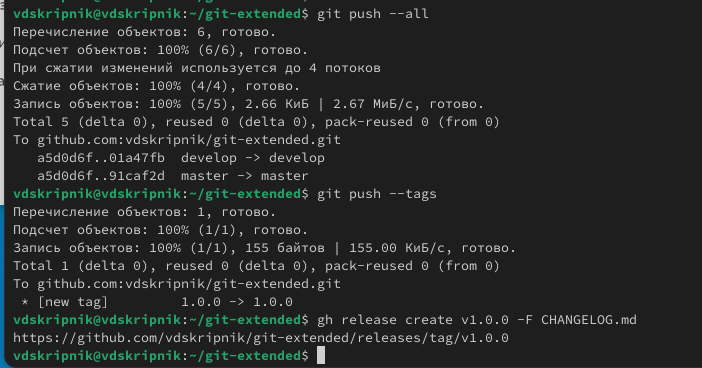 vdskripnik@vdskripnik:~/git-extended$ git push --all
Перечисление объектов: 6, готово.
Подсчет объектов: 100% (6/6), готово.
При сжатии изменений используется до 4 потоков
Сжатие объектов: 100% (4/4), готово.
Запись объектов: 100% (5/5), 2.66 КиБ | 2.67 МиБ/с, готово.
Total 5 (delta 0), reused 0 (delta 0), pack-reused 0 (from 0)
To github.com:vdskripnik/git-extended.git
   a5d0d6f..01a47fb  develop -> develop
   a5d0d6f..91caf2d  master -> master
vdskripnik@vdskripnik:~/git-extended$ git push --tags
Перечисление объектов: 1, готово.
Подсчет объектов: 100% (1/1), готово.
Запись объектов: 100% (1/1), 155 байтов | 155.00 КиБ/с, готово.
Total 1 (delta 0), reused 0 (delta 0), pack-reused 0 (from 0)
To github.com:vdskripnik/git-extended.git
 * [new tag]         1.0.0 -> 1.0.0
vdskripnik@vdskripnik:~/git-extended$ gh release create v1.0.0 -F CHANGELOG.md
https://github.com/vdskripnik/git-extended/releases/tag/v1.0.0
vdskripnik@vdskripnik:~/git-extended$